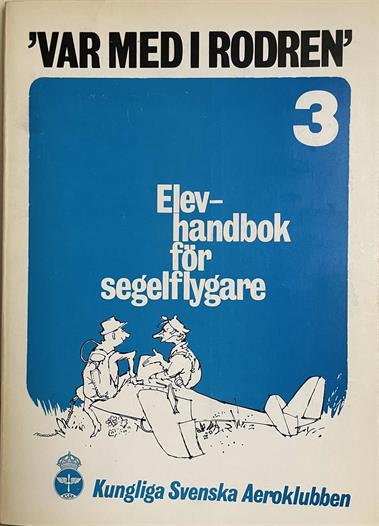 'VAR MED I RODREN'
3
Elev-
handbok
för
segelflygare
Kungliga Svenska Aeroklubben